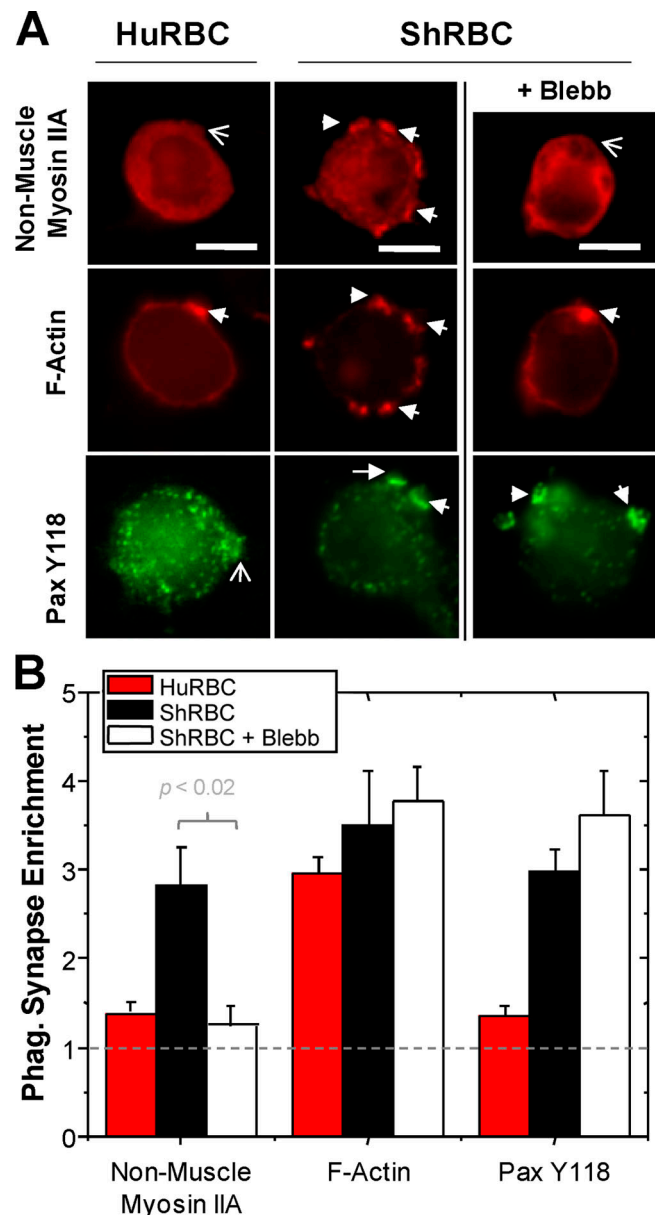 A
HuRBC
ShRBC
+ Blebb
Non-Muscle
Myosin IIA
F-Actin
Pax Y118
B
HuRBC
ShRBC
ShRBC + Blebb
p < 0.02
Phag. Synapse Enrichment
5
4
3
2
1
0
Non-Muscle
Myosin IIA
F-Actin
Pax Y118